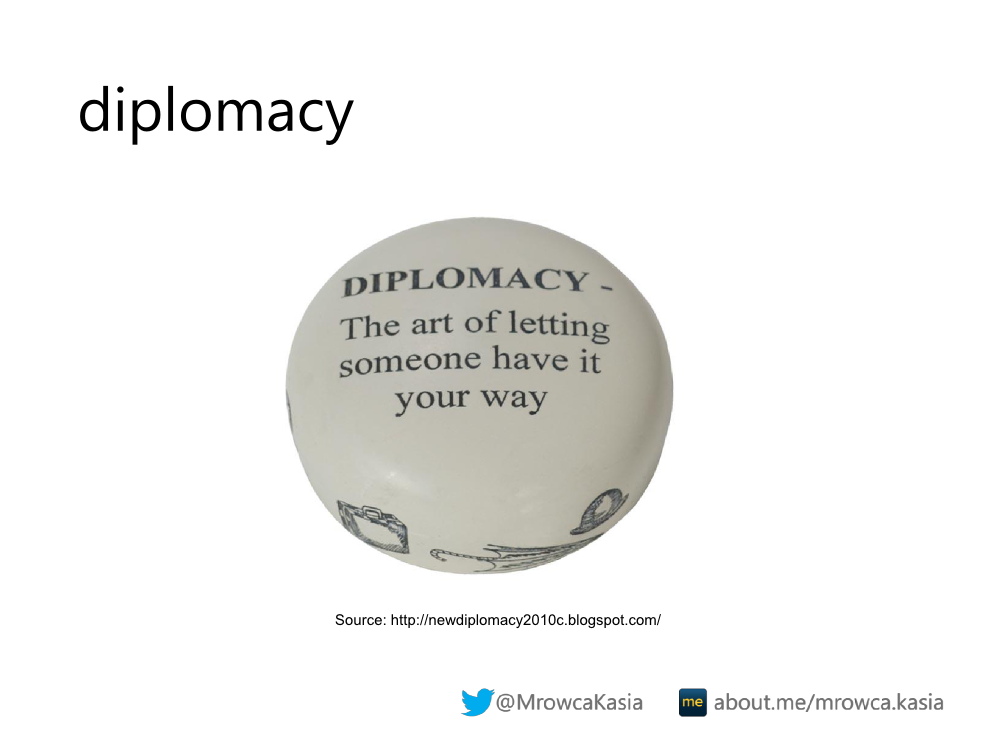 diplomacy
DIPLOMACY -
The art of letting
someone have it
your way
Source: http://newdiplomacy2010c.blogspot.com/
@MrowcaKasia me about.me/mrowca.kasia